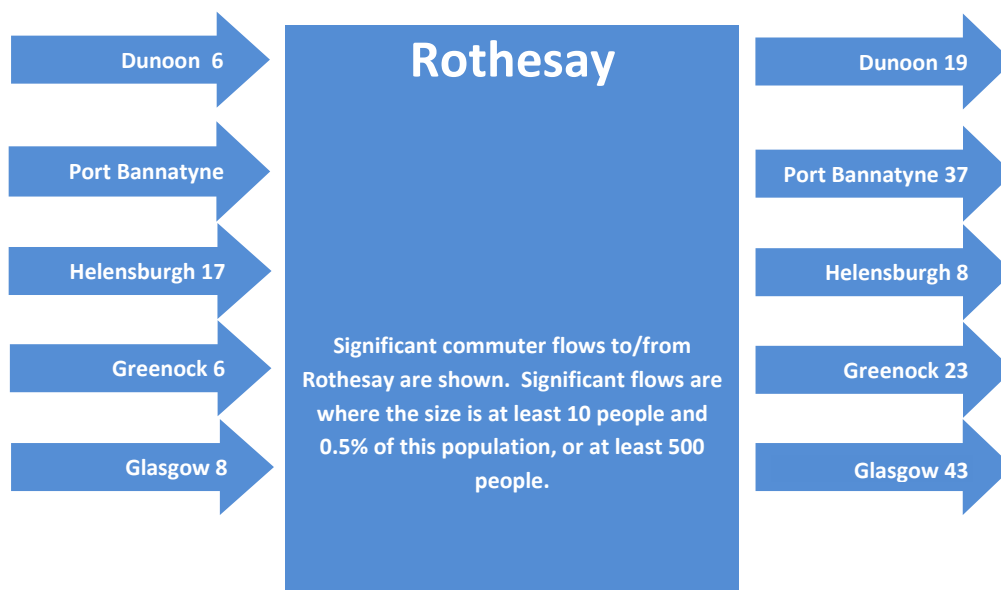 Rothesay
Dunoon 6
Port Bannatyne
Helensburgh 17
Greenock 6
Glasgow 8
Significant commuter flows to/from
Rothesay are shown. Significant flows are
where the size is at least 10 people and
0.5% of this population, or at least 500
people.
Dunoon 19
Port Bannatyne 37
Helensburgh 8
Greenock 23
Glasgow 43